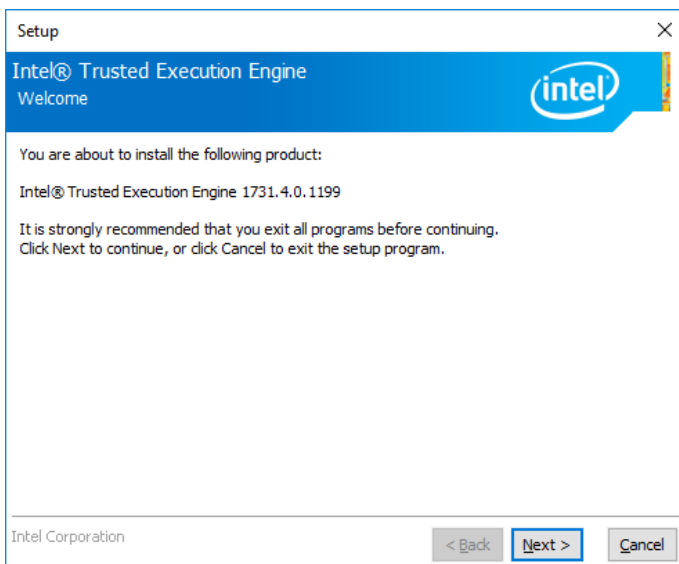 Setup
Intel® Trusted Execution Engine
Welcome
intel
You are about to install the following product:
Intel® Trusted Execution Engine 1731.4.0.1199
It is strongly recommended that you exit all programs before continuing.
Click Next to continue, or click Cancel to exit the setup program.
Intel Corporation
< Back Next > Cancel